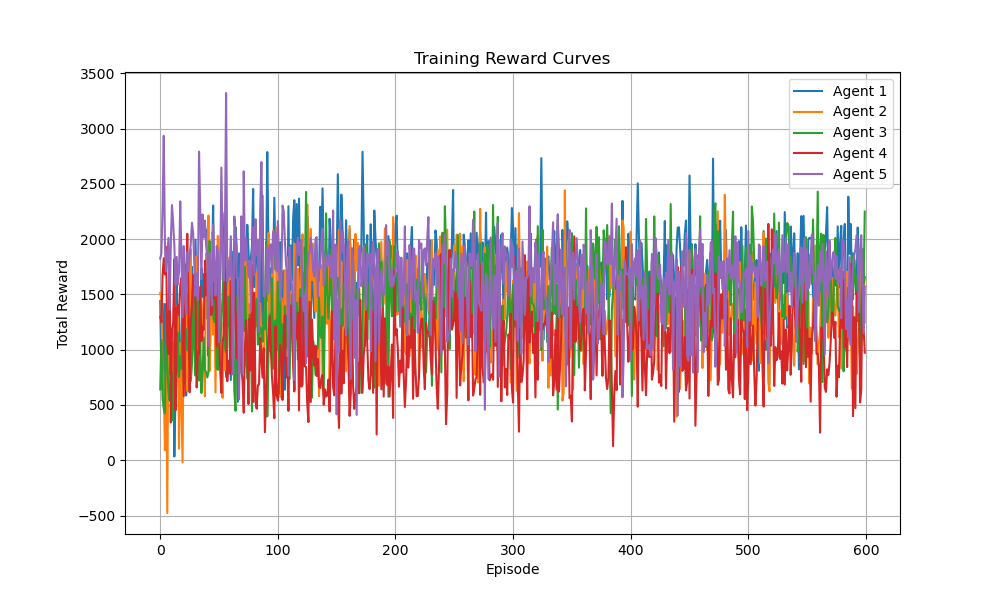 Training Reward Curves
3500
3000
2500
2000
1500
1000
500
0
−500
Total Reward
Agent 1
Agent 2
Agent 3
Agent 4
Agent 5
0 100 200 300 400 500 600
Episode